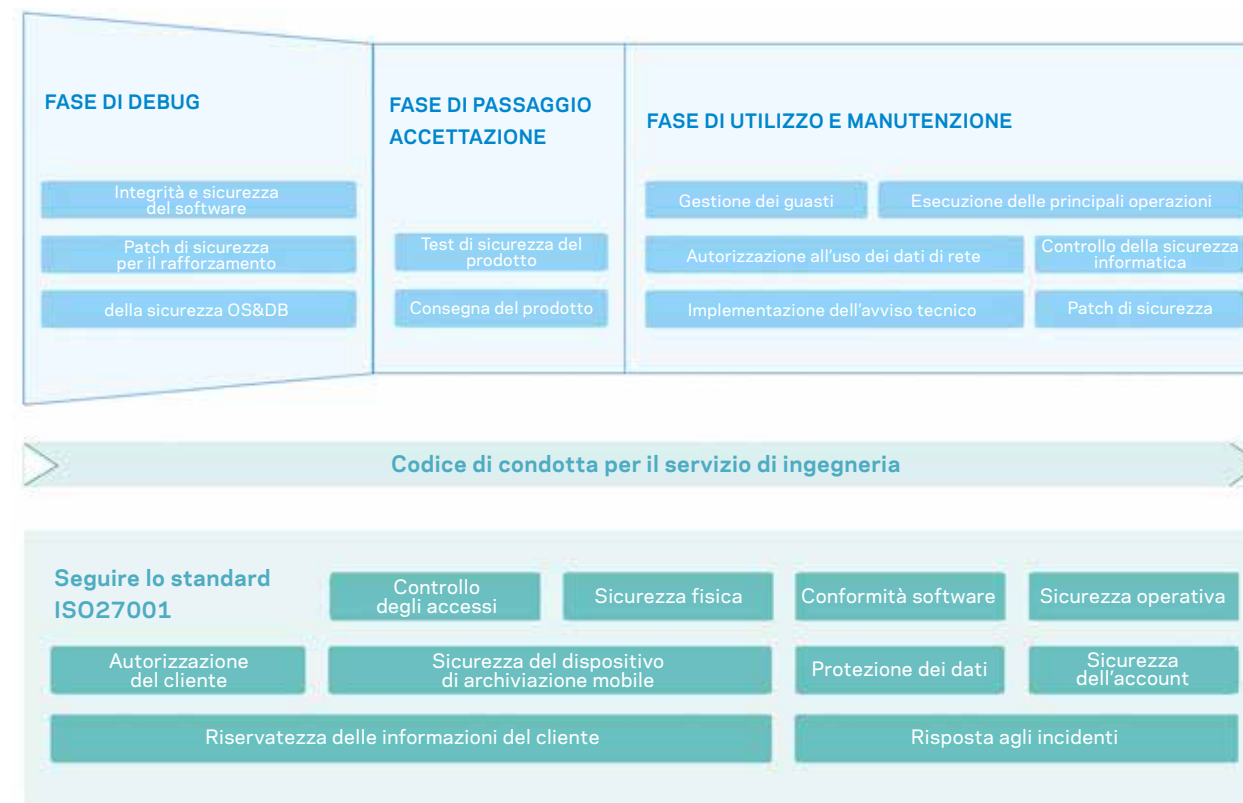 FASE DI DEBUG
Integrità e sicurezza
del software
Patch di sicurezza
per il rafforzamento
della sicurezza OS&DB
FASE DI PASSAGGIO
ACCETTAZIONE
Test di sicurezza del
prodotto
Consegna del prodotto
FASE DI UTILIZZO E MANUTENZIONE
Gestione dei guasti
Esecuzione delle principali operazioni
Autorizzazione all'uso dei dati di rete
Controllo della sicurezza
informatica
Implementazione dell'avviso tecnico
Patch di sicurezza
Codice di condotta per il servizio di ingegneria
Seguire lo standard
ISO27001
Controllo
degli accessi
Sicurezza fisica
Conformità software
Sicurezza operativa
Autorizzazione
del cliente
Sicurezza del dispositivo
di archiviazione mobile
Protezione dei dati
Sicurezza
dell'account
Riservatezza delle informazioni del cliente
Risposta agli incidenti